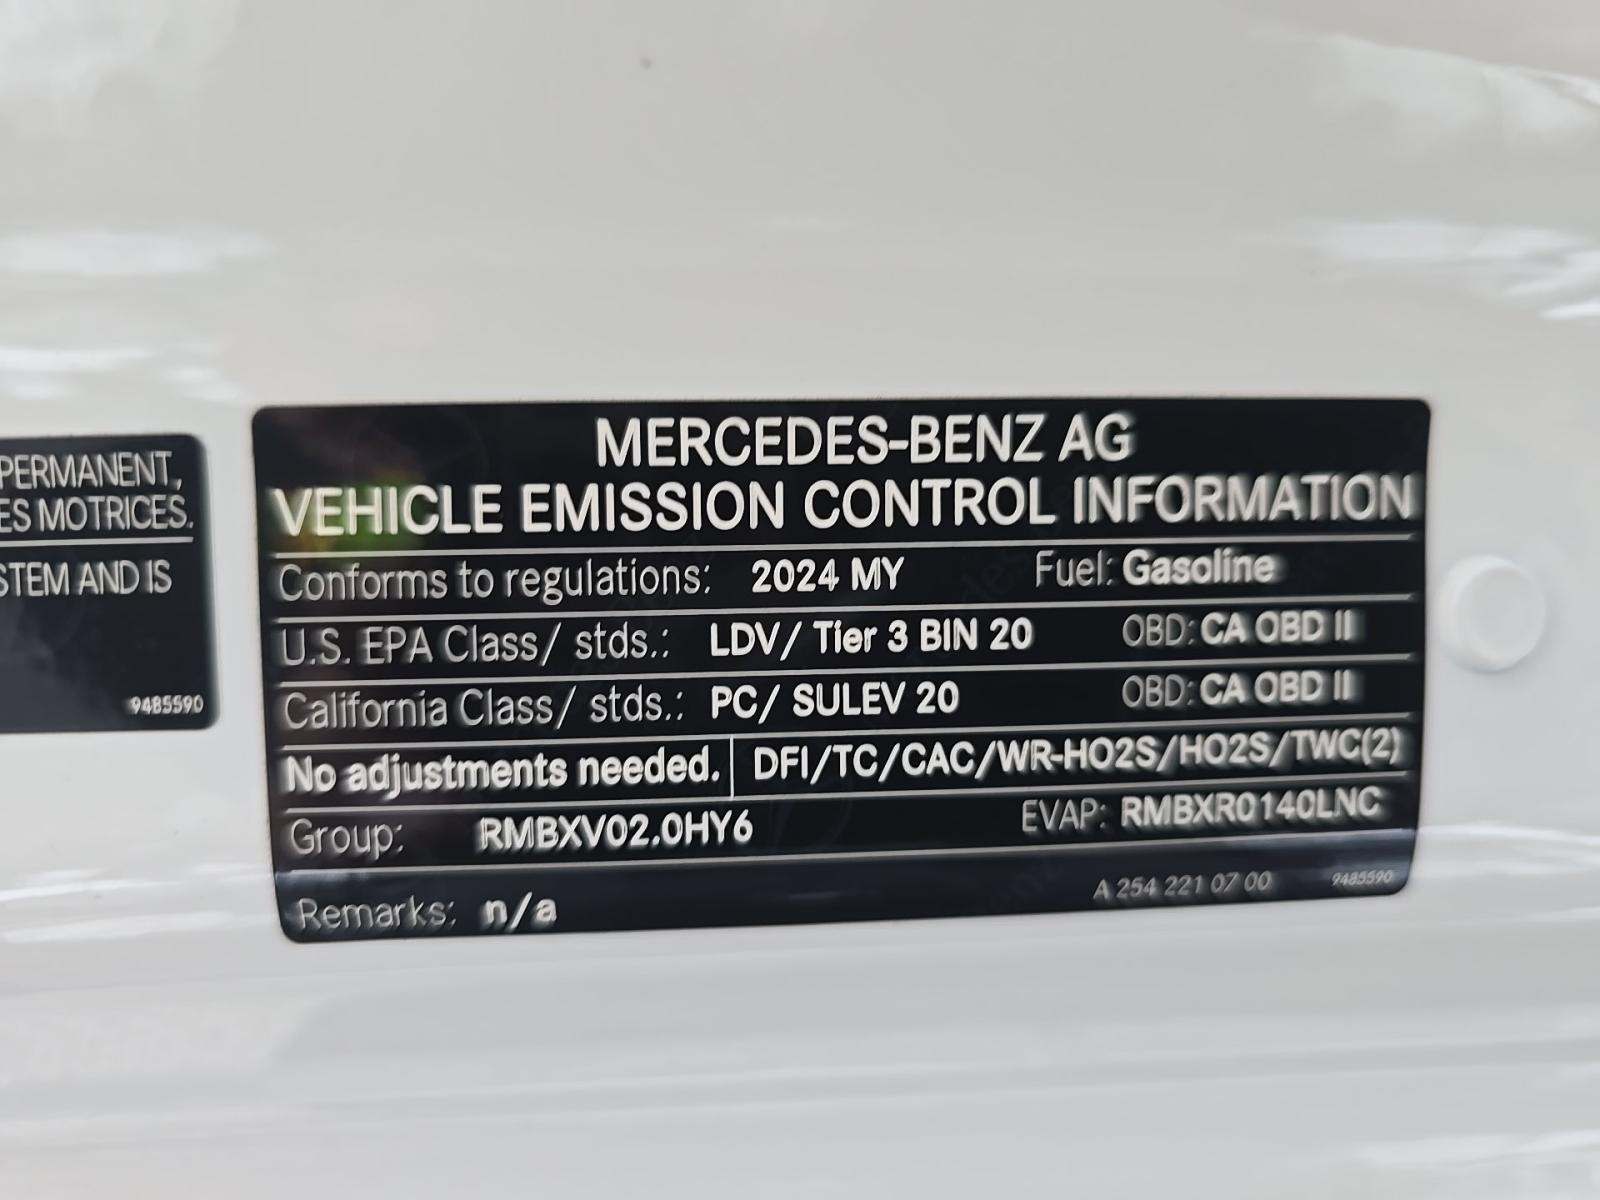 PERMANENT,
ES MOTRICES.
STEM AND IS
9485590
MERCEDES-BENZ AG
VEHICLE EMISSION CONTROL INFORMATION
Conforms to regulations: 2024 MY Fuel: Gasoline
U.S. EPA Class/ stds.: LDV/ Tier 3 BIN 20 OBD: CA OBD II
California Class/ stds.: PC/ SULEV 20 OBD: CA OBD II
No adjustments needed. DFI/TC/CAC/WR-HO2S/HO2S/TWC(2)
Group: RMBXV02.0HY6 EVAP: RMBXR0140LNC
Remarks: n/a A 254 221 07 00 9485590